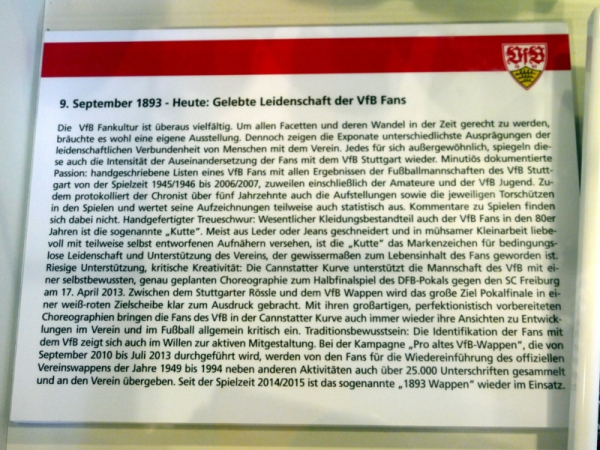 VfB
9. September 1893 - Heute: Gelebte Leidenschaft der VfB Fans
Die VfB Fankultur ist überaus vielfältig. Um allen Facetten und deren Wandel in der Zeit gerecht zu werden,
bräuchte es wohl eine eigene Ausstellung. Dennoch zeigen die Exponate unterschiedlichste Ausprägungen der
leidenschaftlichen Verbundenheit von Menschen mit dem Verein. Jedes für sich außergewöhnlich, spiegeln die-
se auch die Intensität der Auseinandersetzung der Fans mit dem VfB Stuttgart wieder. Minutiös dokumentierte
Passion: handgeschriebene Listen eines VfB Fans mit allen Ergebnissen der Fußballmannschaften des VfB Stutt-
gart von der Spielzeit 1945/1946 bis 2006/2007, zuweilen einschließlich der Amateure und der VfB Jugend. Zu-
dem protokolliert der Chronist über fünf Jahrzehnte auch die Aufstellungen sowie die jeweiligen Torschützen
in den Spielen und wertet seine Aufzeichnungen teilweise auch statistisch aus. Kommentare zu Spielen finden
sich dabei nicht. Handgefertigter Treueschwur: Wesentlicher Kleidungsbestandteil auch der VfB Fans in den 80er
Jahren ist die sogenannte „Kutte“. Meist aus Leder oder Jeans geschneidert und in mühsamer Kleinarbeit liebe-
voll mit teilweise selbst entworfenen Aufnähern versehen, ist die „Kutte“ das Markenzeichen für bedingungs-
lose Leidenschaft und Unterstützung des Vereins, der gewissermaßen zum Lebensinhalt des Fans geworden ist.
Riesige Unterstützung, kritische Kreativität: Die Cannstatter Kurve unterstützt die Mannschaft des VfB mit ei-
ner selbstbewussten, genau geplanten Choreographie zum Halbfinalspiel des DFB-Pokals gegen den SC Freiburg
am 17. April 2013. Zwischen dem Stuttgarter Rössle und dem VfB Wappen wird das große Ziel Pokalfinale in ei-
ner weiß-roten Zielscheibe klar zum Ausdruck gebracht. Mit ihren großartigen, perfektionistisch vorbereiteten
Choreographien bringen die Fans des VfB in der Cannstatter Kurve auch immer wieder ihre Ansichten zu Entwick-
lungen im Verein und im Fußball allgemein kritisch ein. Traditionsbewusstsein: Die Identifikation der Fans mit
dem VfB zeigt sich auch im Willen zur aktiven Mitgestaltung. Bei der Kampagne „Pro altes VfB-Wappen“, die von
September 2010 bis Juli 2013 durchgeführt wird, werden von den Fans für die Wiedereinführung des offiziellen
Vereinswappens der Jahre 1949 bis 1994 neben anderen Aktivitäten auch über 25.000 Unterschriften gesammelt
und an den Verein übergeben. Seit der Spielzeit 2014/2015 ist das sogenannte „1893 Wappen“ wieder im Einsatz.